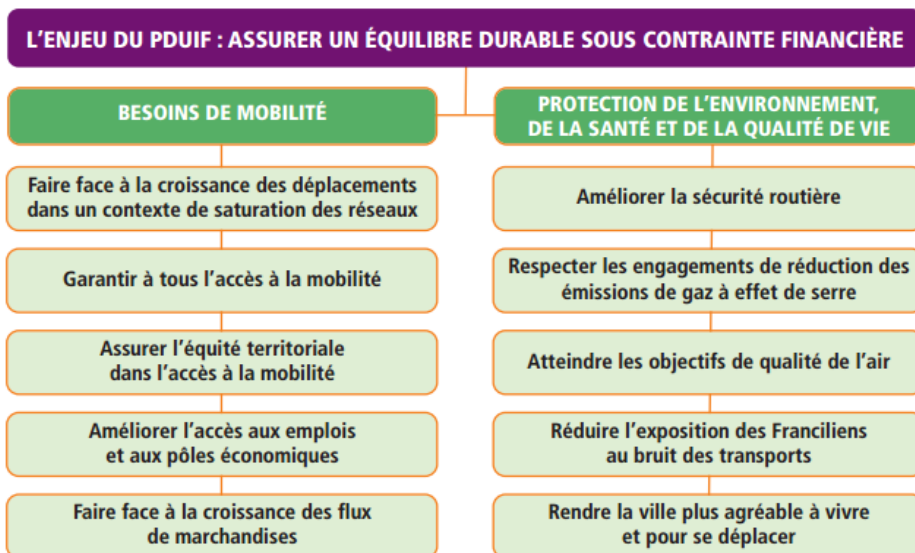 L'ENJEU DU PDUIF : ASSURER UN ÉQUILIBRE DURABLE SOUS CONTRAINTE FINANCIÈRE
BESOINS DE MOBILITÉ
Faire face à la croissance des déplacements
dans un contexte de saturation des réseaux
Garantir à tous l'accès à la mobilité
Assurer l'équité territoriale
dans l'accès à la mobilité
Améliorer l'accès aux emplois
et aux pôles économiques
Faire face à la croissance des flux
de marchandises
PROTECTION DE L'ENVIRONNEMENT,
DE LA SANTÉ ET DE LA QUALITÉ DE VIE
Améliorer la sécurité routière
Respecter les engagements de réduction des
émissions de gaz à effet de serre
Atteindre les objectifs de qualité de l'air
Réduire l'exposition des Franciliens
au bruit des transports
Rendre la ville plus agréable à vivre
et pour se déplacer